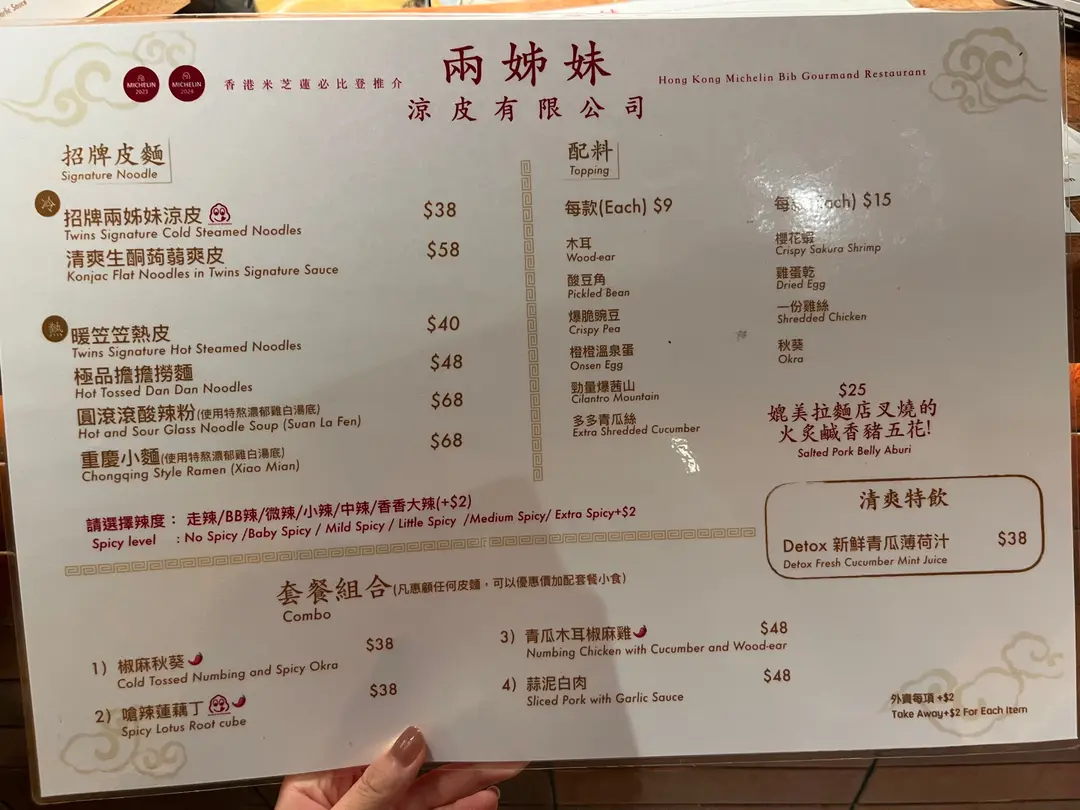 MICHELIN 2023
MICHELIN 2024
香港米芝蓮必比登推介
兩姊妹
Hong Kong Michelin Bib Gourmand Restaurant
涼皮有限公司
招牌皮麵
Signature Noodle
冷
招牌兩姊妹涼皮 $38
Twins Signature Cold Steamed Noodles
清爽生酮蒟蒻爽皮 $58
Konjac Flat Noodles in Twins Signature Sauce
熱
暖笠笠熱皮 $40
Twins Signature Hot Steamed Noodles
極品擔擔撈麵 $48
Hot Tossed Dan Dan Noodles
圓滾滾酸辣粉(使用特熬濃郁雞白湯底) $68
Hot and Sour Glass Noodle Soup (Suan La Fen)
重慶小麵(使用特熬濃郁雞白湯底) $68
Chongqing Style Ramen (Xiao Mian)
配料
Topping
每款(Each) $9
木耳
Wood-ear
酸豆角
Pickled Bean
爆脆豌豆
Crispy Pea
橙橙溫泉蛋
Onsen Egg
勁量爆茜山
Cilantro Mountain
多多青瓜絲
Extra Shredded Cucumber
每款(Each) $15
櫻花蝦
Crispy Sakura Shrimp
雞蛋乾
Dried Egg
一份雞絲
Shredded Chicken
秋葵
Okra
$25
媲美拉麵店叉燒的
火炙鹹香豬五花!
Salted Pork Belly Aburi
請選擇辣度： 走辣/BB辣/微辣/小辣/中辣/香香大辣(+$2)
Spicy level : No Spicy /Baby Spicy / Mild Spicy / Little Spicy /Medium Spicy/ Extra Spicy+$2
清爽特飲
Detox 新鮮青瓜薄荷汁 $38
Detox Fresh Cucumber Mint Juice
套餐組合(凡惠顧任何皮麵，可以優惠價加配套餐小食)
Combo
1) 椒麻秋葵 $38
Cold Tossed Numbing and Spicy Okra
2) 嗆辣蓮藕丁 $38
Spicy Lotus Root cube
3) 青瓜木耳椒麻雞 $48
Numbing Chicken with Cucumber and Wood-ear
4) 蒜泥白肉 $48
Sliced Pork with Garlic Sauce
外賣每項 +$2
Take Away+$2 For Each Item